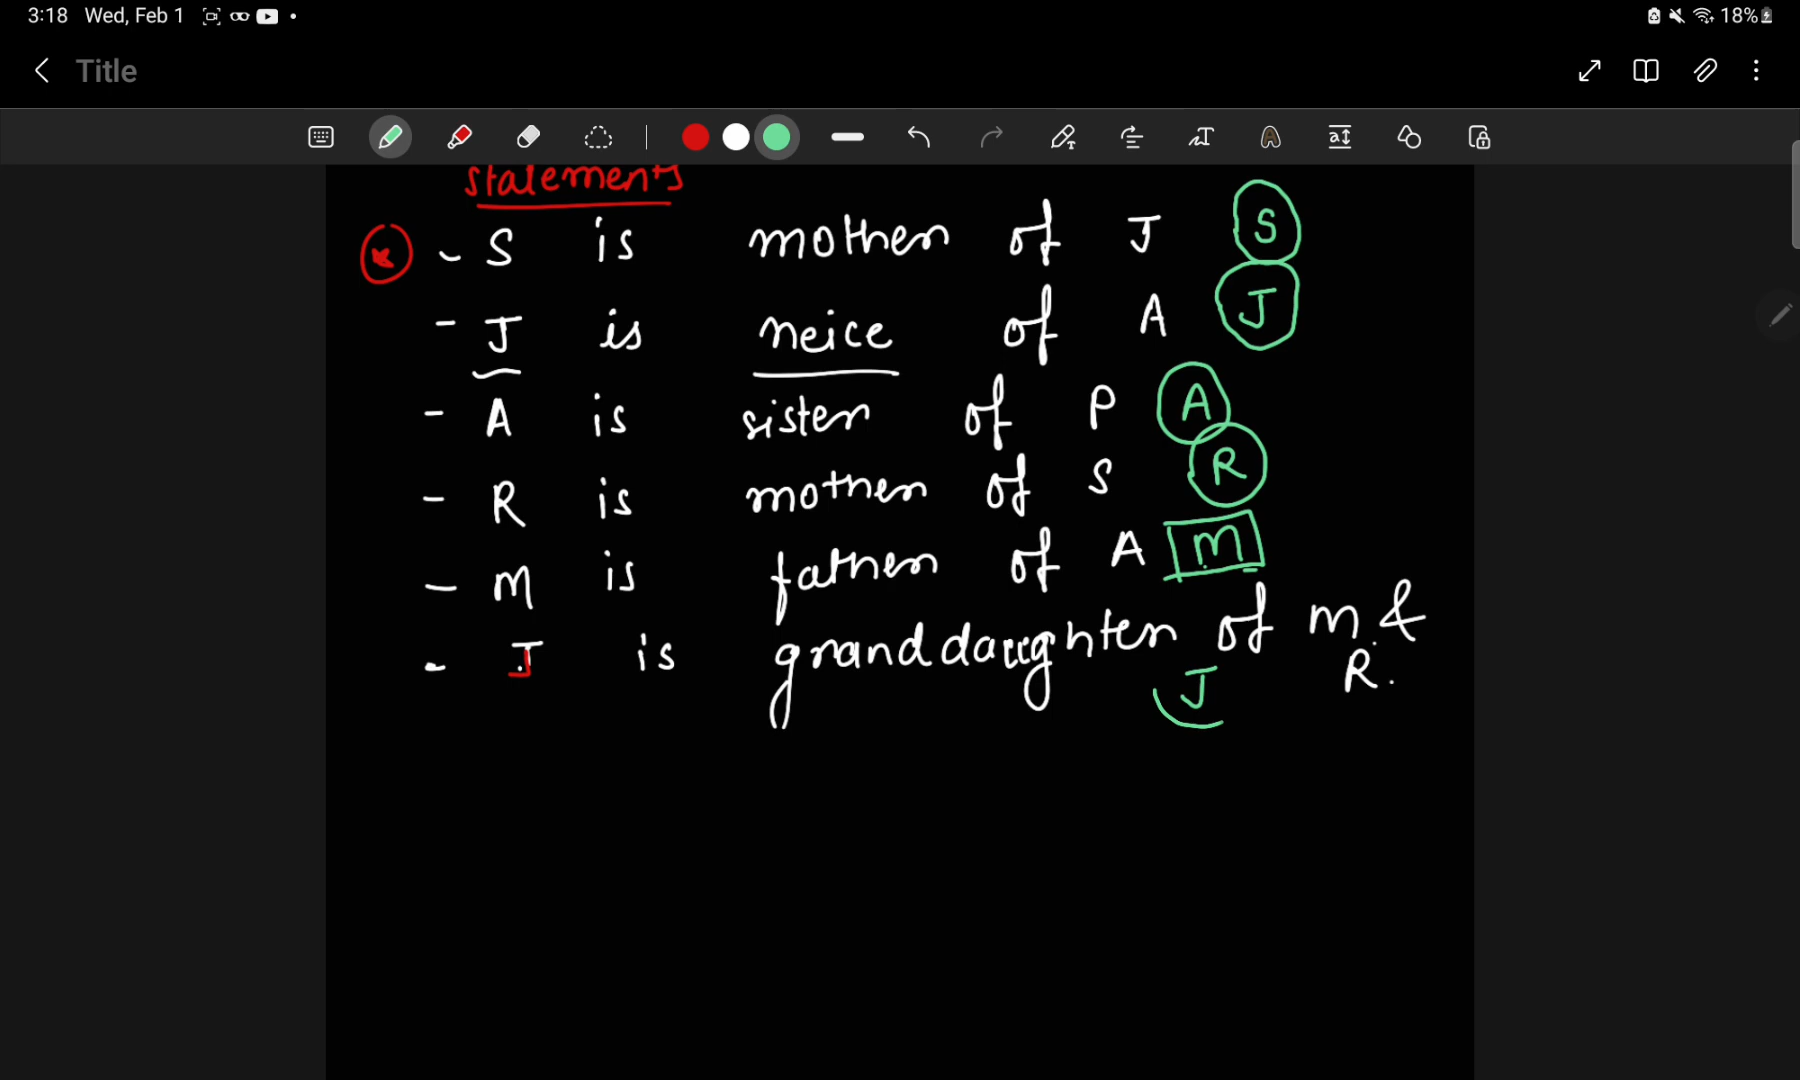 3:18 Wed, Feb 1 18%
Title
statements
- S is mother of J S
- J is neice of A J
- A is sister of P A
- R is mother of S R
- M is father of A M
- J is granddaughter of M &
R.
J